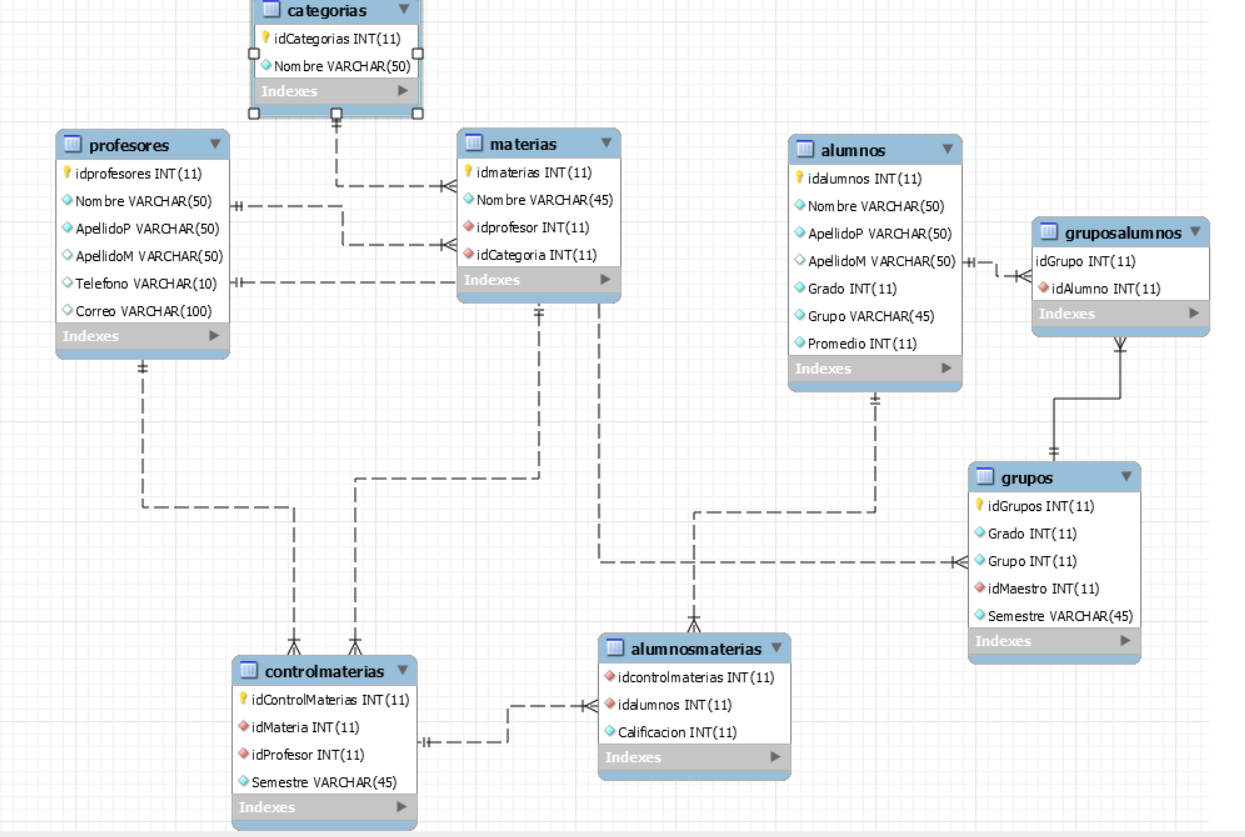 categorias
idCategorias INT(11)
Nombre VARCHAR(50)
Indexes
profesores
idprofesores INT(11)
Nombre VARCHAR(50)
ApellidoP VARCHAR(50)
ApellidoM VARCHAR(50)
Telefono VARCHAR(10)
Correo VARCHAR(100)
Indexes
materias
idmaterias INT(11)
Nombre VARCHAR(45)
idprofesor INT(11)
idCategoria INT(11)
Indexes
alumnos
idalumnos INT(11)
Nombre VARCHAR(50)
ApellidoP VARCHAR(50)
ApellidoM VARCHAR(50)
Grado INT(11)
Grupo VARCHAR(45)
Promedio INT(11)
Indexes
gruposalumnos
idGrupo INT(11)
idAlumno INT(11)
Indexes
grupos
idGrupos INT(11)
Grado INT(11)
Grupo INT(11)
idMaestro INT(11)
Semestre VARCHAR(45)
Indexes
controlmaterias
idControlMaterias INT(11)
idMateria INT(11)
idProfesor INT(11)
Semestre VARCHAR(45)
Indexes
alumnosmaterias
idcontrolmaterias INT(11)
idalumnos INT(11)
Calificacion INT(11)
Indexes